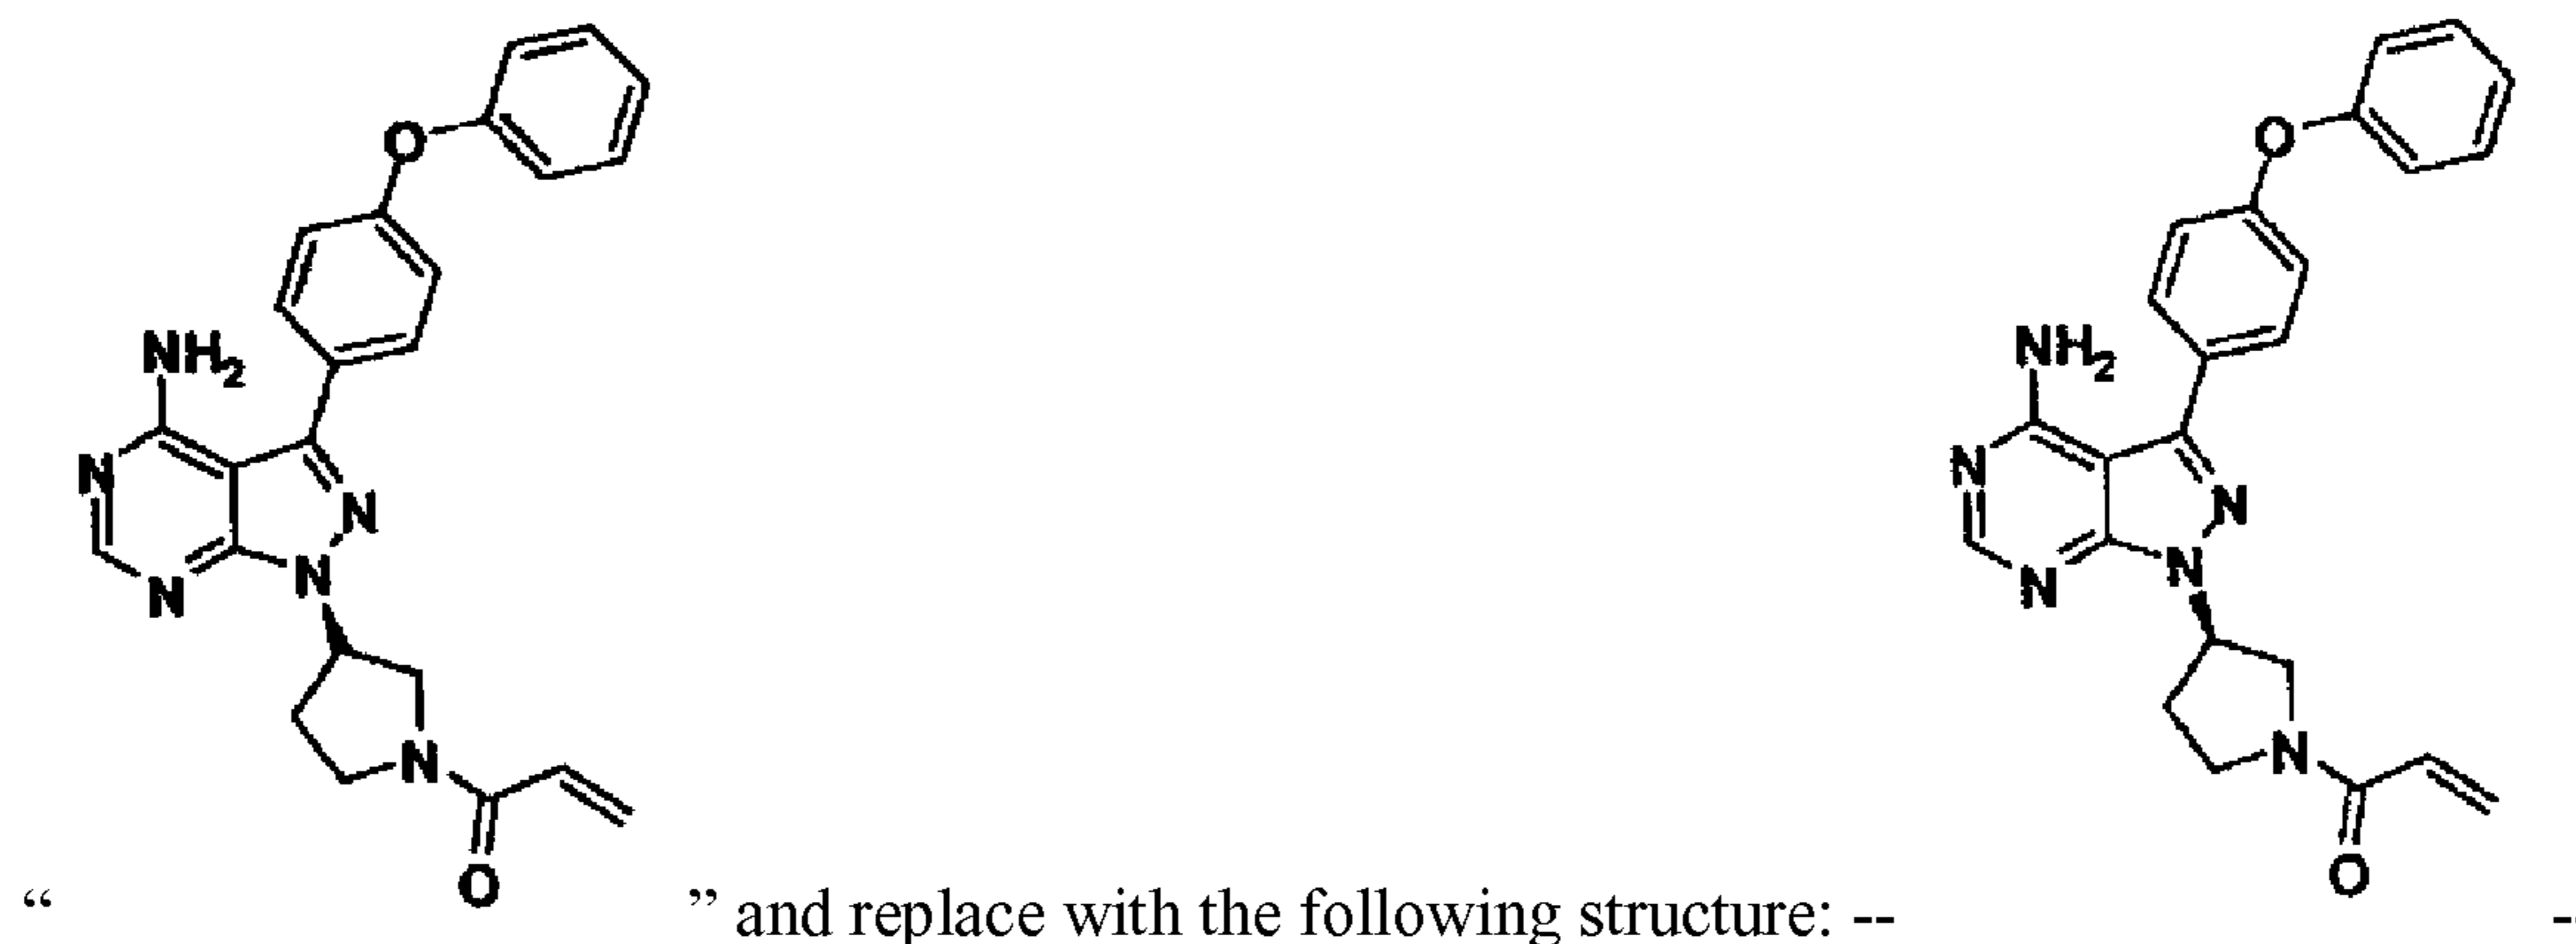 O O
NH2 NH2
N N
N N
N N
N N
N N
O O
“ ” and replace with the following structure: -- --